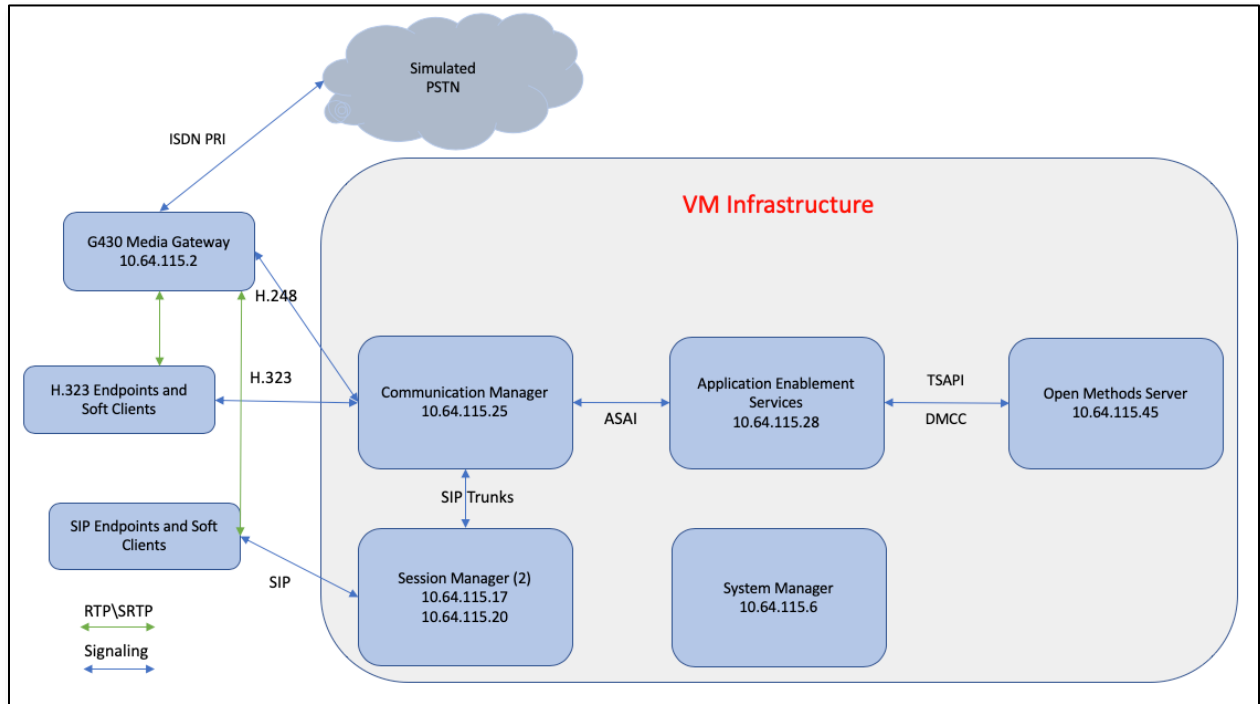 Simulated
PSTN
ISDN PRI
VM Infrastructure
G430 Media Gateway
10.64.115.2
H.248
H.323
H.323 Endpoints and
Soft Clients
Communication Manager
10.64.115.25
ASAI
Application Enablement
Services
10.64.115.28
TSAPI
DMCC
Open Methods Server
10.64.115.45
SIP Trunks
SIP Endpoints and Soft
Clients
SIP
Session Manager (2)
10.64.115.17
10.64.115.20
System Manager
10.64.115.6
RTP\SRTP
Signaling